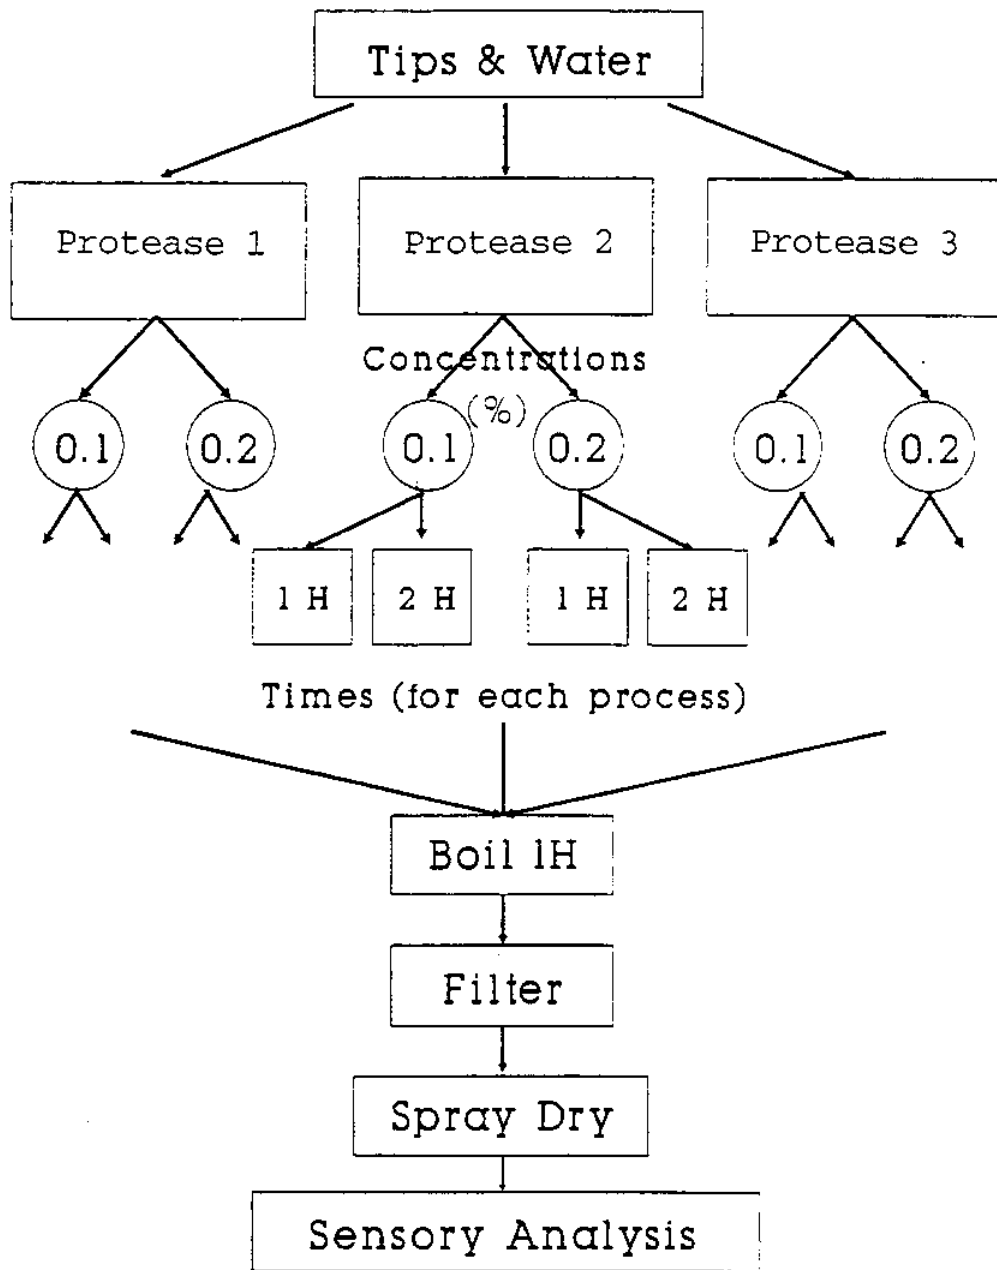 Tips & Water
Protease 1
Protease 2
Protease 3
Concentrations
(%)
0.1
0.2
0.1
0.2
0.1
0.2
1 H
2 H
1 H
2 H
Times (for each process)
Boil 1H
Filter
Spray Dry
Sensory Analysis